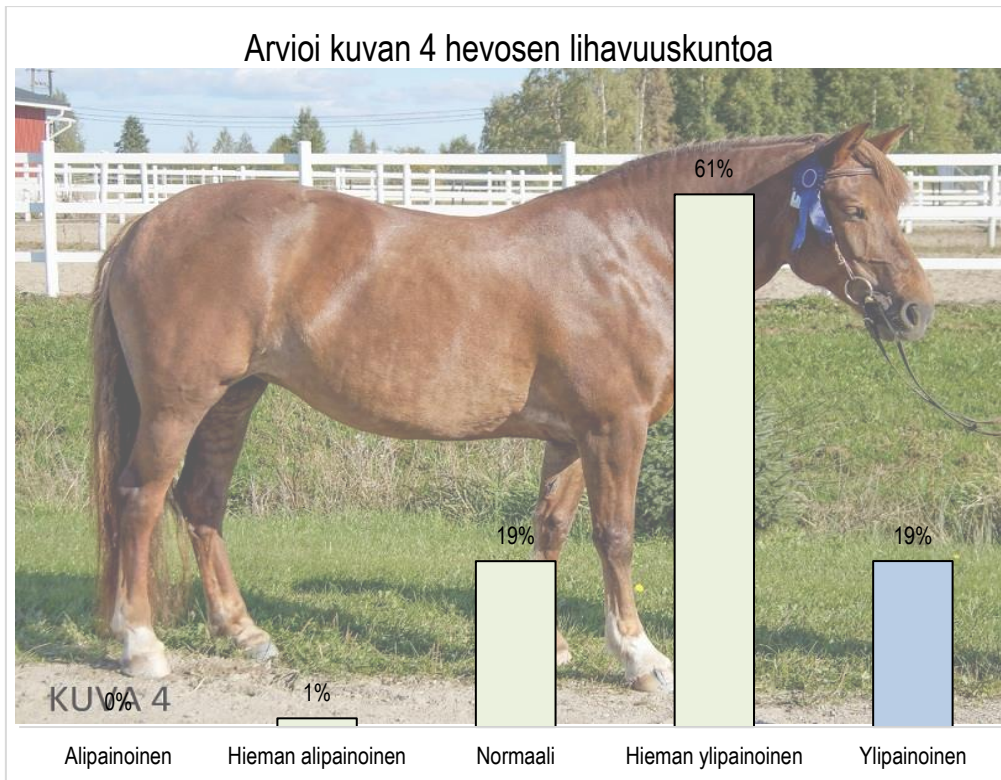 Arvioi kuvan 4 hevosen lihavuuskuntoa
61%
19%
19%
1%
0%
KUVA 4
Alipainoinen
Hieman alipainoinen
Normaali
Hieman ylipainoinen
Ylipainoinen